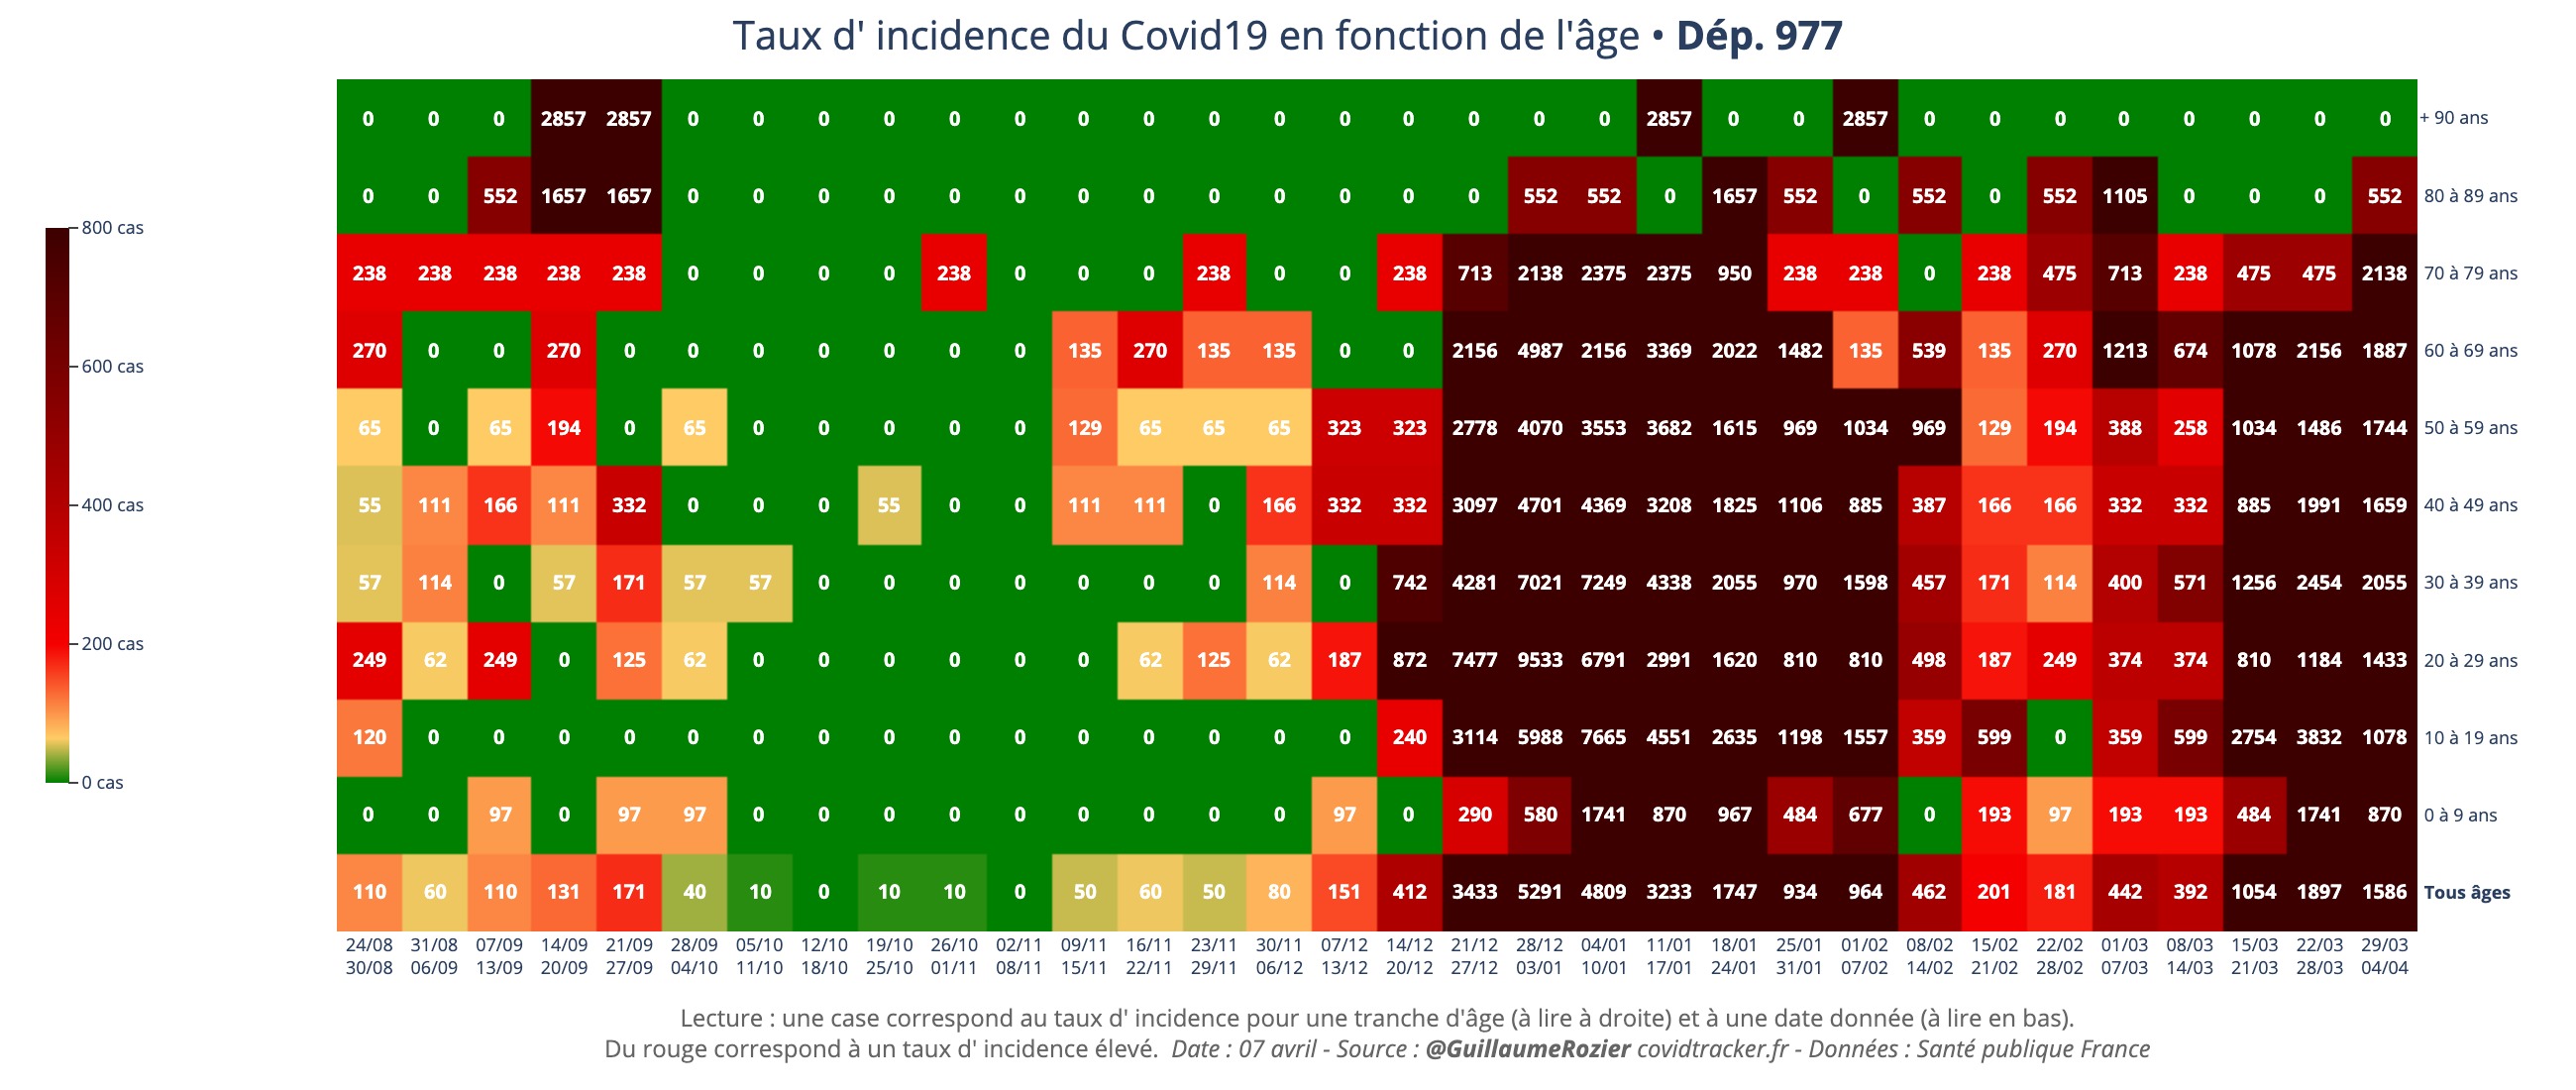 Taux d' incidence du Covid19 en fonction de l'âge • Dép. 977
0 0 0 2857 2857 0 0 0 0 0 0 0 0 0 0 0 0 0 0 0 2857 0 0 2857 0 0 0 0 0 0 0 0 + 90 ans
0 0 552 1657 1657 0 0 0 0 0 0 0 0 0 0 0 0 0 552 552 0 1657 552 0 552 0 552 1105 0 0 0 552 80 à 89 ans
800 cas
238 238 238 238 238 0 0 0 0 238 0 0 0 238 0 0 238 713 2138 2375 2375 950 238 238 0 238 475 713 238 475 475 2138 70 à 79 ans
270 0 0 270 0 0 0 0 0 0 0 135 270 135 135 0 0 2156 4987 2156 3369 2022 1482 135 539 135 270 1213 674 1078 2156 1887 60 à 69 ans
600 cas
65 0 65 194 0 65 0 0 0 0 0 129 65 65 65 323 323 2778 4070 3553 3682 1615 969 1034 969 129 194 388 258 1034 1486 1744 50 à 59 ans
400 cas
55 111 166 111 332 0 0 0 55 0 0 111 111 0 166 332 332 3097 4701 4369 3208 1825 1106 885 387 166 166 332 332 885 1991 1659 40 à 49 ans
57 114 0 57 171 57 57 0 0 0 0 0 0 0 114 0 742 4281 7021 7249 4338 2055 970 1598 457 171 114 400 571 1256 2454 2055 30 à 39 ans
200 cas
249 62 249 0 125 62 0 0 0 0 0 0 62 125 62 187 872 7477 9533 6791 2991 1620 810 810 498 187 249 374 374 810 1184 1433 20 à 29 ans
120 0 0 0 0 0 0 0 0 0 0 0 0 0 0 0 240 3114 5988 7665 4551 2635 1198 1557 359 599 0 359 599 2754 3832 1078 10 à 19 ans
0 cas
0 0 97 0 97 97 0 0 0 0 0 0 0 0 0 97 0 290 580 1741 870 967 484 677 0 193 97 193 193 484 1741 870 0 à 9 ans
110 60 110 131 171 40 10 0 10 10 0 50 60 50 80 151 412 3433 5291 4809 3233 1747 934 964 462 201 181 442 392 1054 1897 1586 Tous âges
24/08 31/08 07/09 14/09 21/09 28/09 05/10 12/10 19/10 26/10 02/11 09/11 16/11 23/11 30/11 07/12 14/12 21/12 28/12 04/01 11/01 18/01 25/01 01/02 08/02 15/02 22/02 01/03 08/03 15/03 22/03 29/03
30/08 06/09 13/09 20/09 27/09 04/10 11/10 18/10 25/10 01/11 08/11 15/11 22/11 29/11 06/12 13/12 20/12 27/12 03/01 10/01 17/01 24/01 31/01 07/02 14/02 21/02 28/02 07/03 14/03 21/03 28/03 04/04
Lecture : une case correspond au taux d' incidence pour une tranche d'âge (à lire à droite) et à une date donnée (à lire en bas).
Du rouge correspond à un taux d' incidence élevé. Date : 07 avril - Source : @GuillaumeRozier covidtracker.fr - Données : Santé publique France